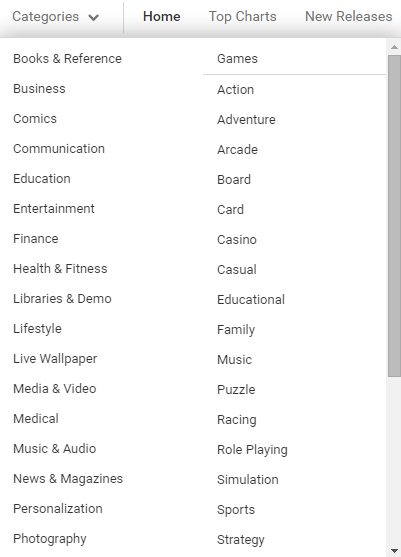 Categories Home Top Charts New Releases
Books & Reference Games
Business Action
Comics Adventure
Communication Arcade
Education Board
Entertainment Card
Finance Casino
Health & Fitness Casual
Libraries & Demo Educational
Lifestyle Family
Live Wallpaper Music
Media & Video Puzzle
Medical Racing
Music & Audio Role Playing
News & Magazines Simulation
Personalization Sports
Photography Strategy